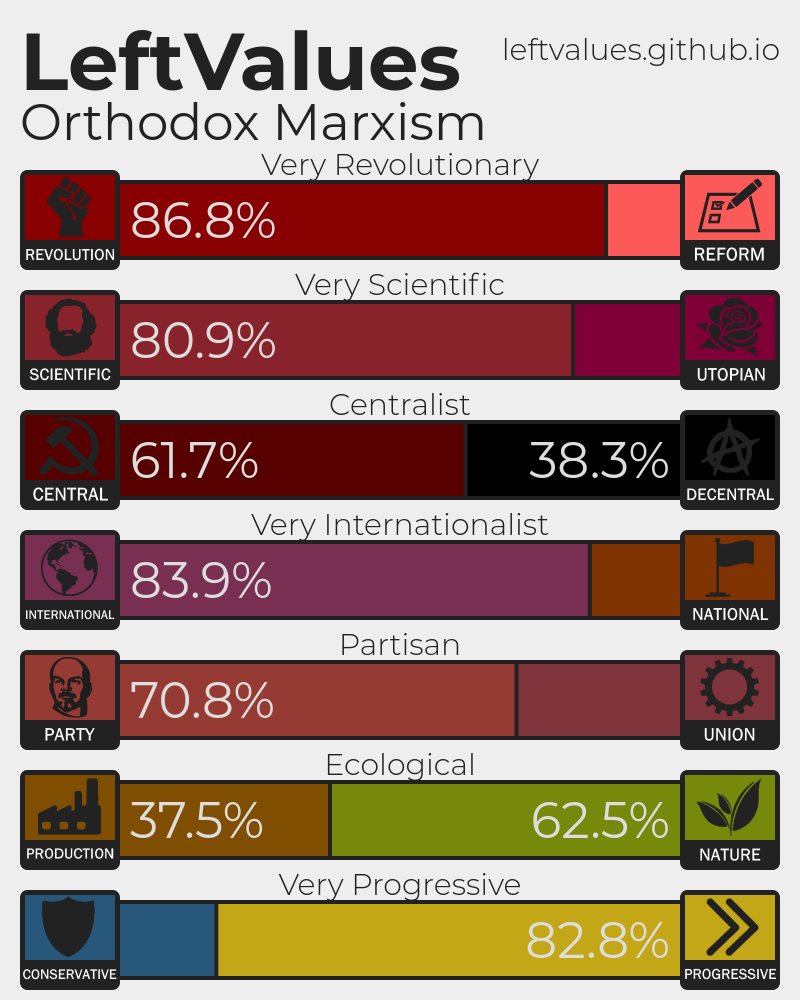 LeftValues
leftvalues.github.io
Orthodox Marxism
Very Revolutionary
REVOLUTION
86.8%
REFORM
Very Scientific
SCIENTIFIC
80.9%
UTOPIAN
Centralist
CENTRAL
61.7%
38.3%
DECENTRAL
Very Internationalist
INTERNATIONAL
83.9%
NATIONAL
Partisan
PARTY
70.8%
UNION
Ecological
PRODUCTION
37.5%
62.5%
NATURE
Very Progressive
CONSERVATIVE
82.8%
PROGRESSIVE